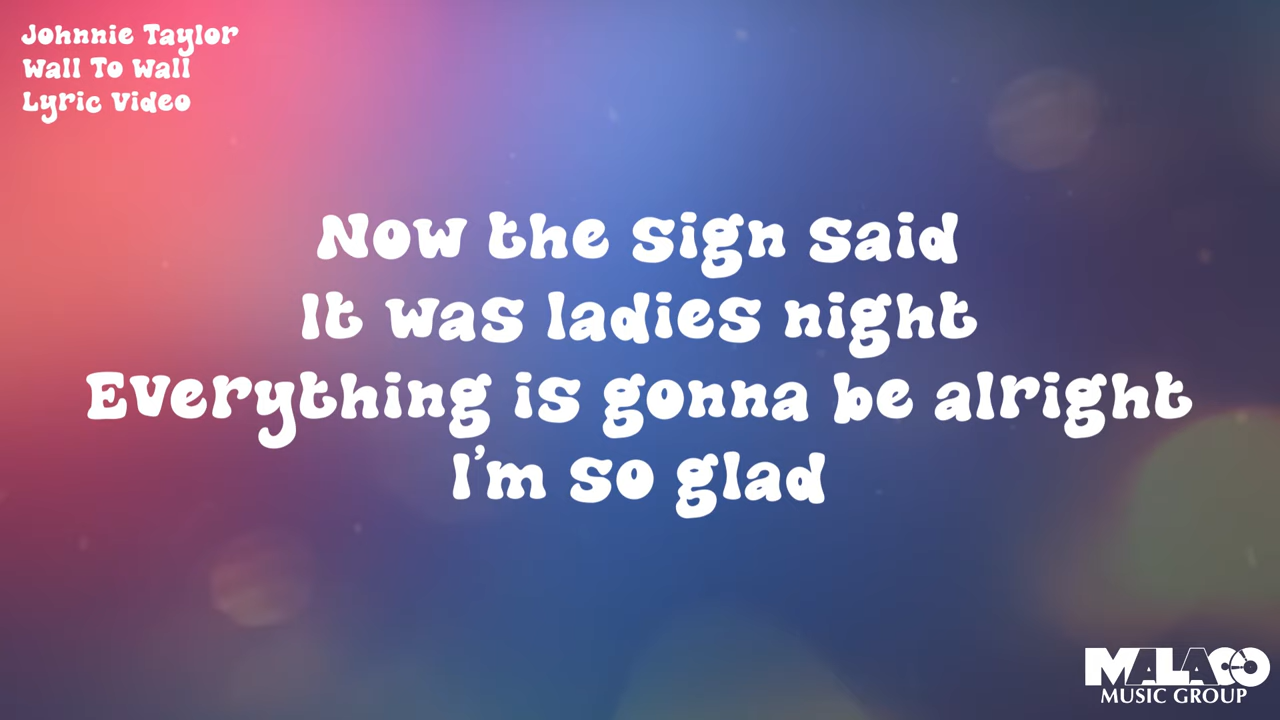 Johnnie Taylor
Wall To Wall
Lyric Video
Now the sign said
It was ladies night
Everything is gonna be alright
I'm so glad
MALACO
MUSIC GROUP